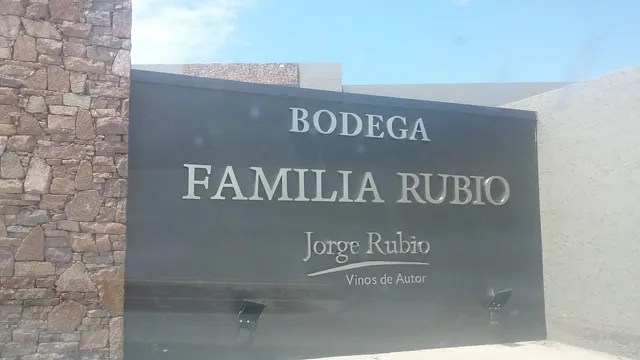 BODEGA
FAMILIA RUBIO
Jorge Rubio
Vinos de Autor